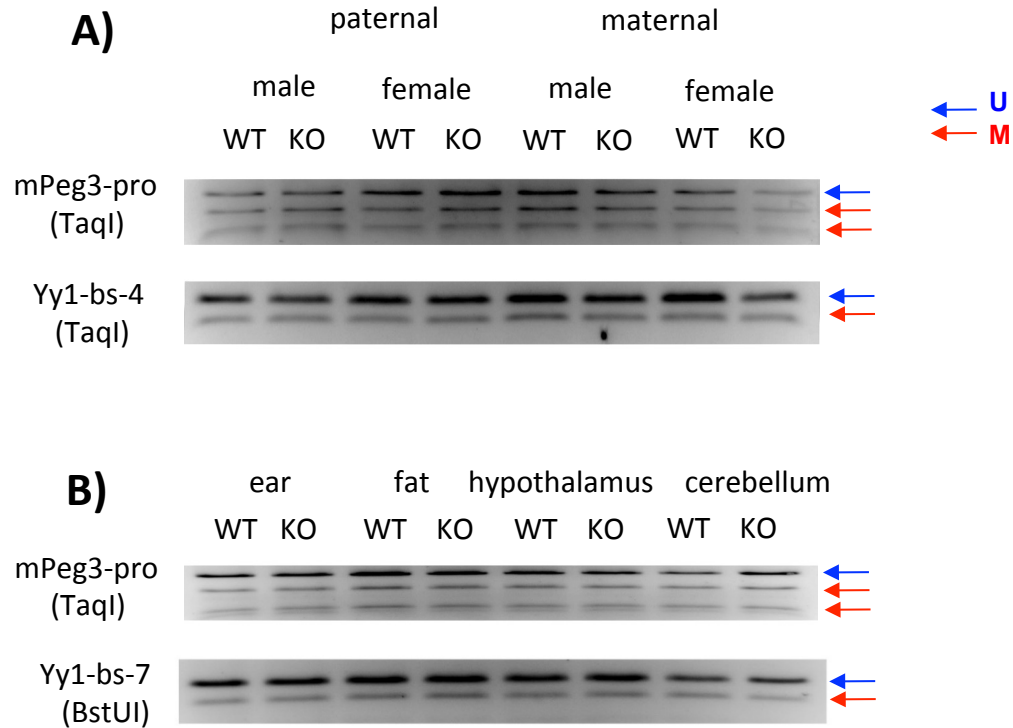 A)
paternal maternal
male female male female
WT KO WT KO WT KO WT KO
U
M
mPeg3-pro
(TaqI)
Yy1-bs-4
(TaqI)
B)
ear fat hypothalamus cerebellum
WT KO WT KO WT KO WT KO
mPeg3-pro
(TaqI)
Yy1-bs-7
(BstUI)